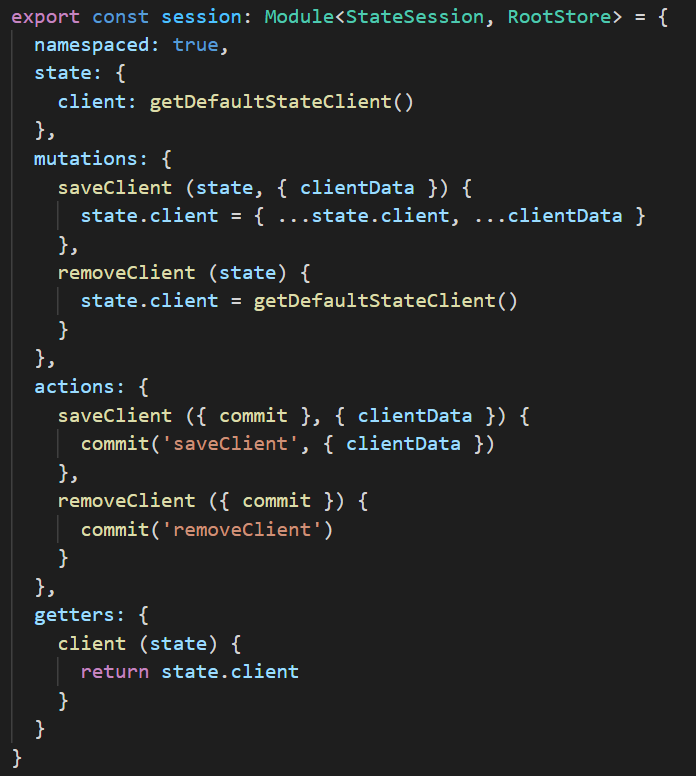 export const session: Module<StateSession, RootStore> = {
  namespaced: true,
  state: {
    client: getDefaultStateClient()
  },
  mutations: {
    saveClient (state, { clientData }) {
      state.client = { ...state.client, ...clientData }
    },
    removeClient (state) {
      state.client = getDefaultStateClient()
    }
  },
  actions: {
    saveClient ({ commit }, { clientData }) {
      commit('saveClient', { clientData })
    },
    removeClient ({ commit }) {
      commit('removeClient')
    }
  },
  getters: {
    client (state) {
      return state.client
    }
  }
}